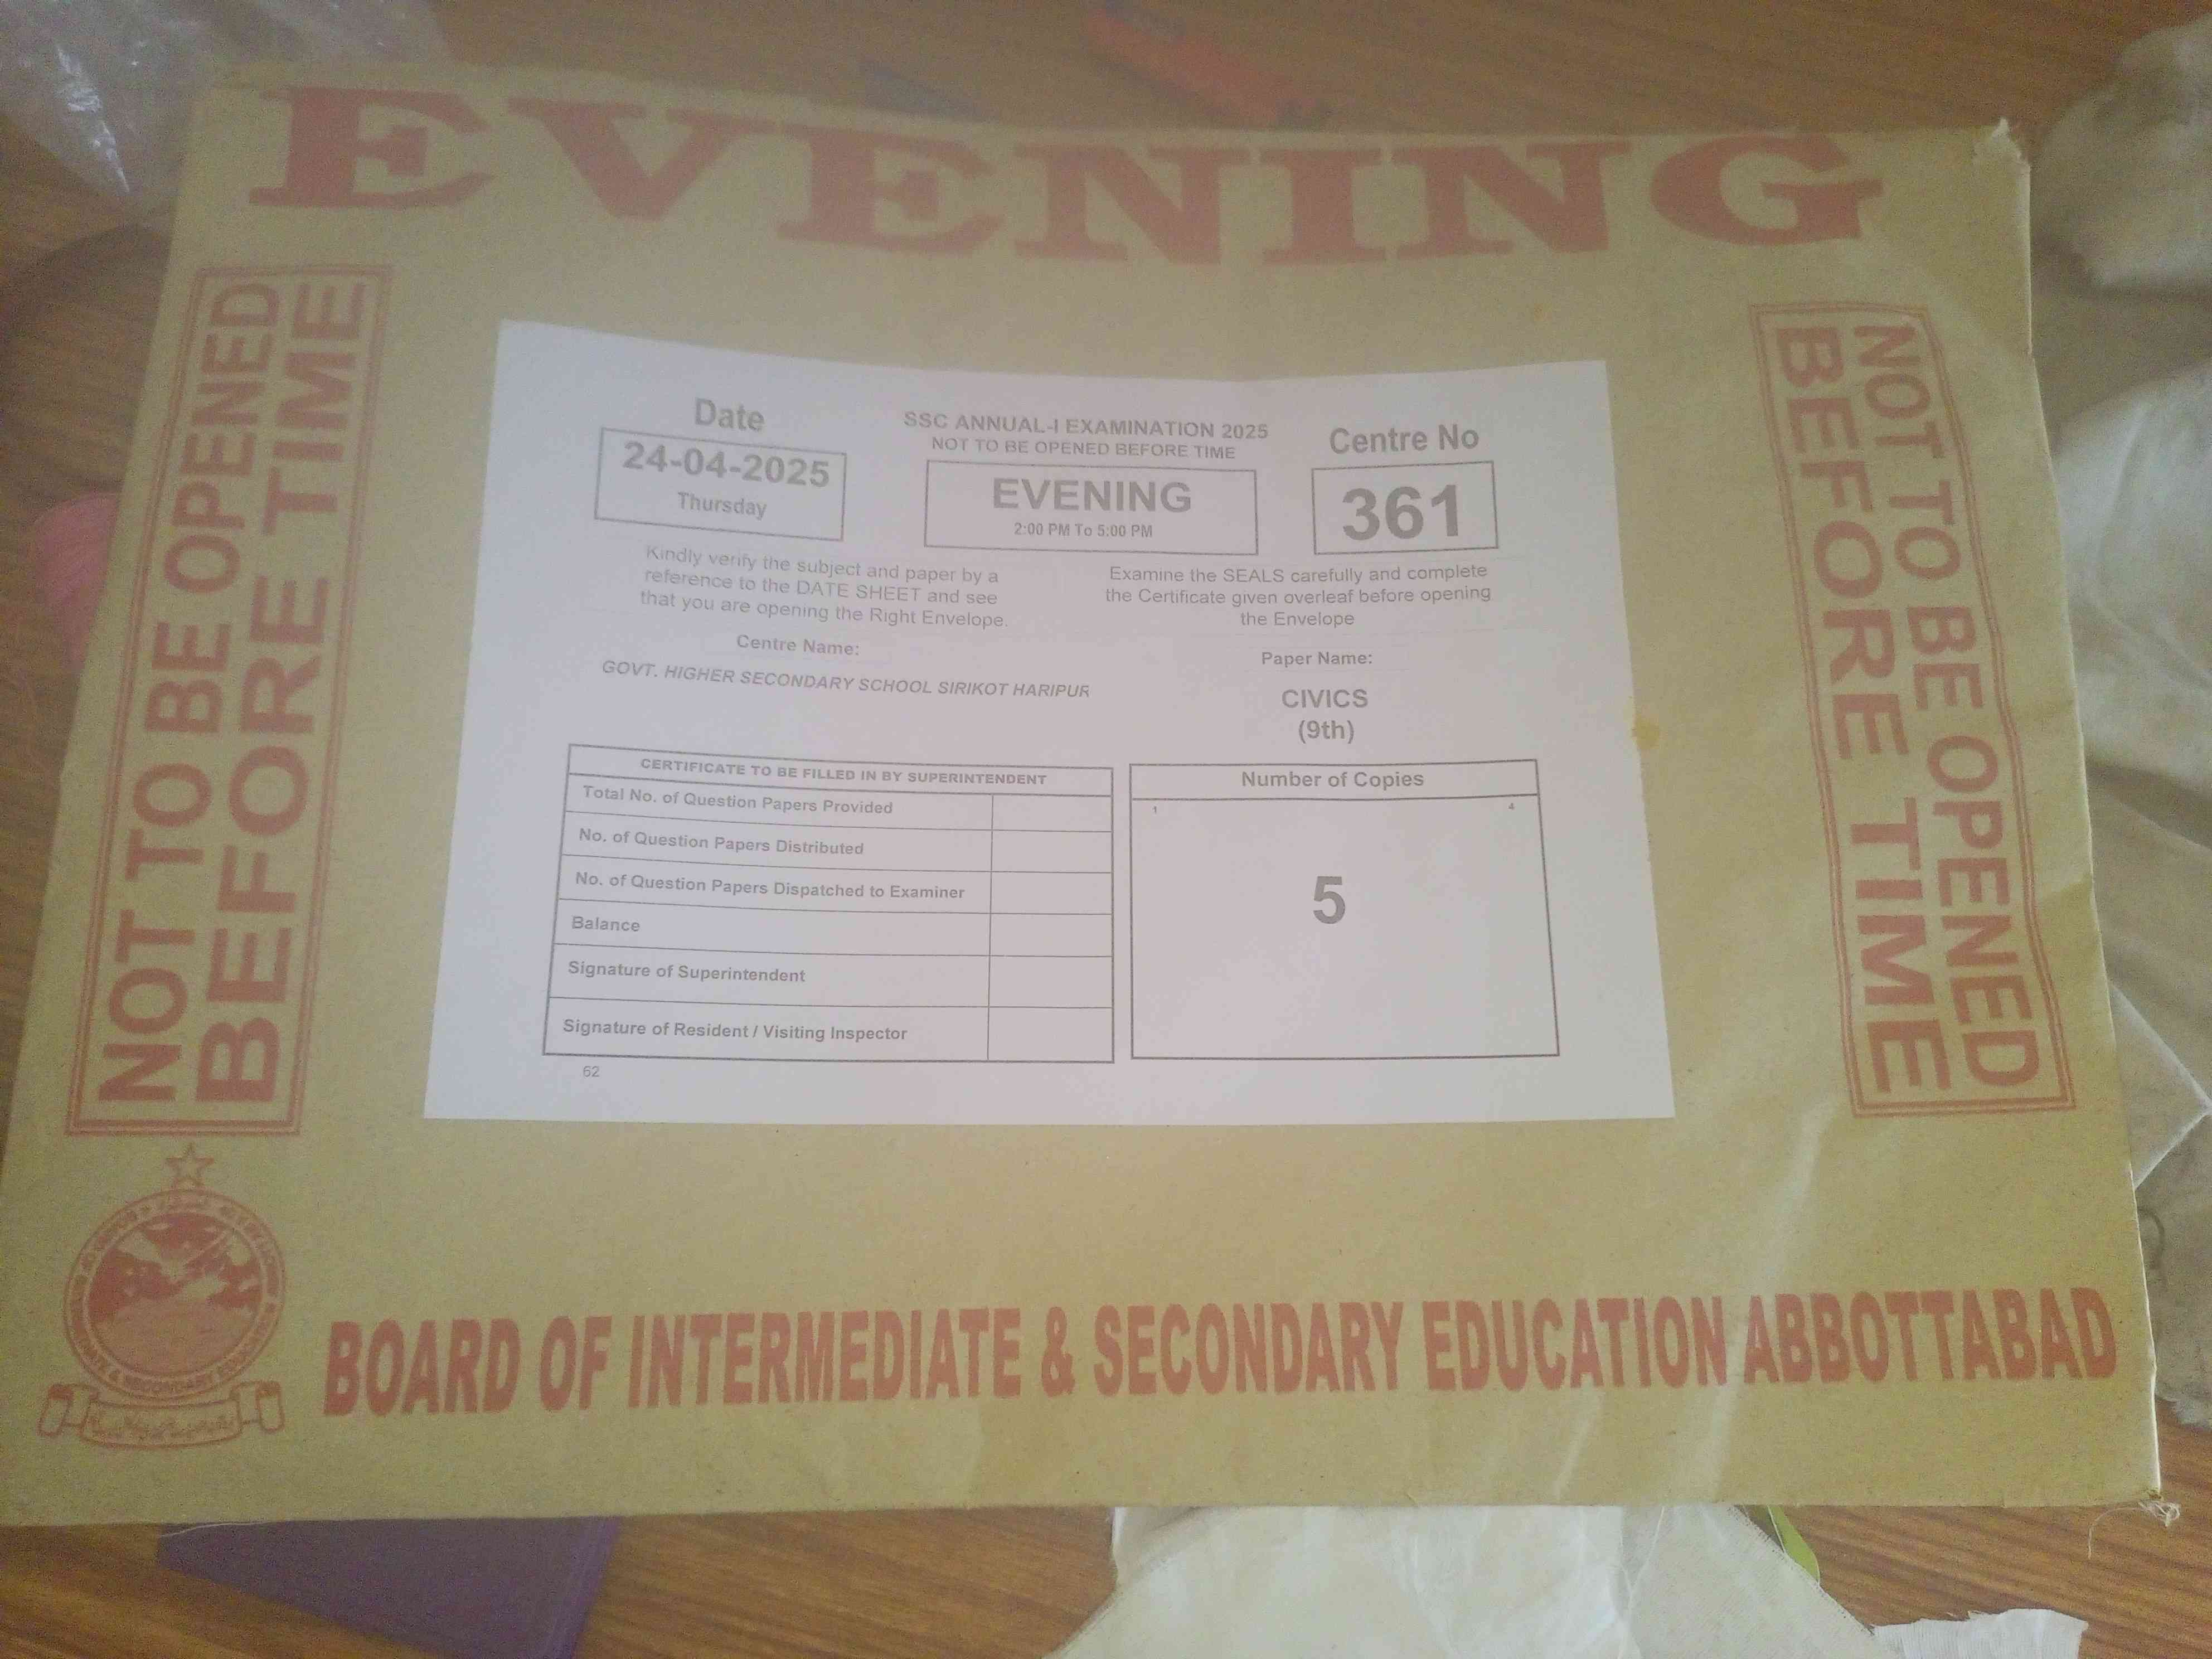 EVENING
NOT TO BE OPENED
BEFORE TIME
Date
24-04-2025
Thursday
SSC ANNUAL-I EXAMINATION 2025
NOT TO BE OPENED BEFORE TIME
EVENING
2:00 PM To 5:00 PM
Centre No
361
Kindly verify the subject and paper by a
reference to the DATE SHEET and see
that you are opening the Right Envelope.
Examine the SEALS carefully and complete
the Certificate given overleaf before opening
the Envelope
Centre Name:
GOVT. HIGHER SECONDARY SCHOOL SIRIKOT HARIPUR
Paper Name:
CIVICS
(9th)
CERTIFICATE TO BE FILLED IN BY SUPERINTENDENT
Total No. of Question Papers Provided
No. of Question Papers Distributed
No. of Question Papers Dispatched to Examiner
Balance
Signature of Superintendent
Signature of Resident / Visiting Inspector
62
Number of Copies
1 4
5
NOT TO BE OPENED
BEFORE TIME
BOARD OF INTERMEDIATE & SECONDARY EDUCATION ABBOTTABAD